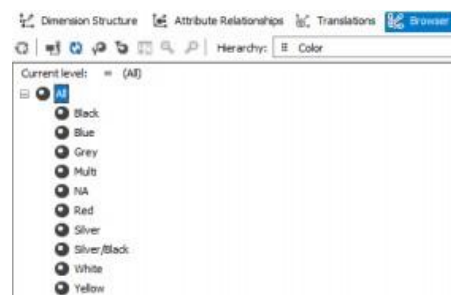 Dimension Structure Attribute Relationships Translations Browser
Hierarchy: Color
Current level: = (All)
All
Black
Blue
Grey
Multi
NA
Red
Silver
Silver/Black
White
Yellow